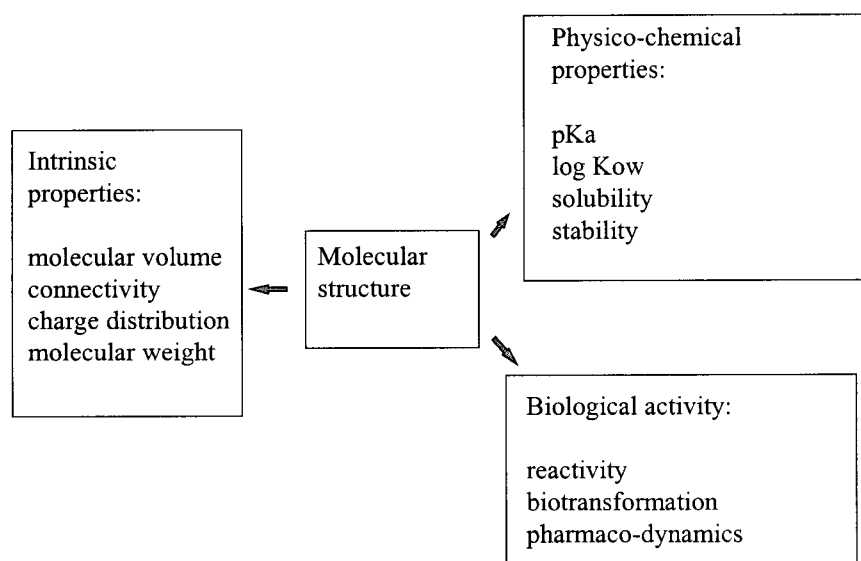 Physico-chemical
properties:
pKa
log Kow
solubility
stability
Intrinsic
properties:
molecular volume
connectivity
charge distribution
molecular weight
Molecular
structure
Biological activity:
reactivity
biotransformation
pharmaco-dynamics